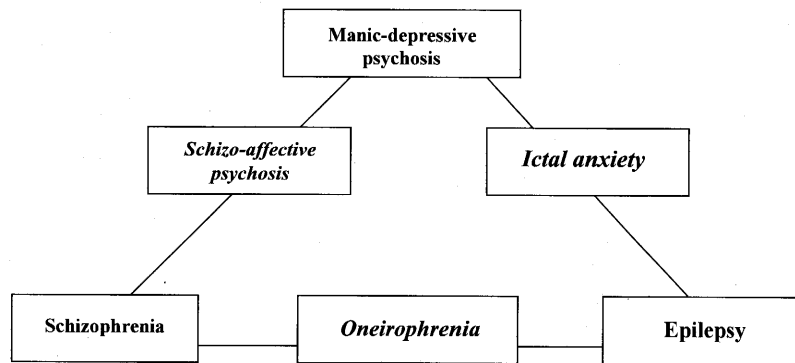 Manic-depressive
psychosis
Schizo-affective
psychosis
Ictal anxiety
Schizophrenia
Oneirophrenia
Epilepsy